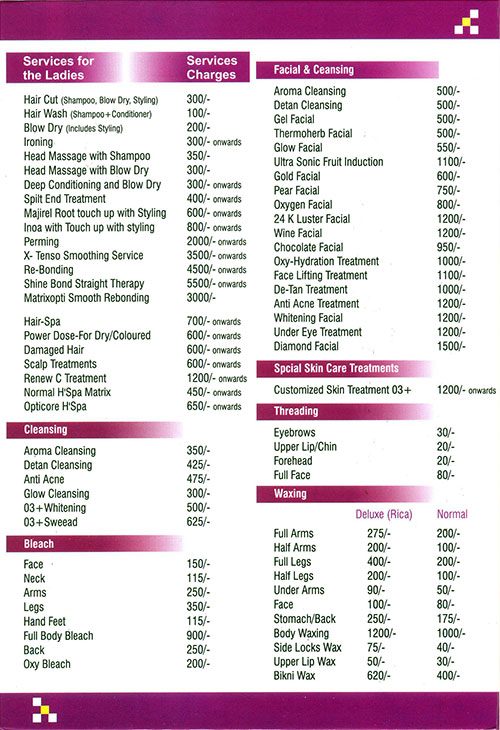 Services for
the Ladies
Services
Charges
Hair Cut (Shampoo, Blow Dry, Styling) 300/-
Hair Wash (Shampoo+Conditioner) 100/-
Blow Dry (Includes Styling) 200/-
Ironing 300/- onwards
Head Massage with Shampoo 350/-
Head Massage with Blow Dry 300/-
Deep Conditioning and Blow Dry 300/- onwards
Spilt End Treatment 400/- onwards
Majirel Root touch up with Styling 600/- onwards
Inoa with Touch up with styling 800/- onwards
Perming 2000/- onwards
X- Tenso Smoothing Service 3500/- onwards
Re-Bonding 4500/- onwards
Shine Bond Straight Therapy 5500/- onwards
Matrixopti Smooth Rebonding 3000/-
Hair-Spa 700/- onwards
Power Dose-For Dry/Coloured 600/- onwards
Damaged Hair 600/- onwards
Scalp Treatments 600/- onwards
Renew C Treatment 1200/- onwards
Normal H'Spa Matrix 450/- onwards
Opticore H'Spa 650/- onwards
Cleansing
Aroma Cleansing 350/-
Detan Cleansing 425/-
Anti Acne 475/-
Glow Cleansing 300/-
03+Whitening 500/-
03+Sweead 625/-
Bleach
Face 150/-
Neck 115/-
Arms 250/-
Legs 350/-
Hand Feet 115/-
Full Body Bleach 900/-
Back 250/-
Oxy Bleach 200/-
Facial & Ceansing
Aroma Cleansing 500/-
Detan Cleansing 500/-
Gel Facial 500/-
Thermoherb Facial 500/-
Glow Facial 550/-
Ultra Sonic Fruit Induction 1100/-
Gold Facial 600/-
Pear Facial 750/-
Oxygen Facial 800/-
24 K Luster Facial 1200/-
Wine Facial 1200/-
Chocolate Facial 950/-
Oxy-Hydration Treatment 1000/-
Face Lifting Treatment 1100/-
De-Tan Treatment 1000/-
Anti Acne Treatment 1200/-
Whitening Facial 1200/-
Under Eye Treatment 1200/-
Diamond Facial 1500/-
Spcial Skin Care Treatments
Customized Skin Treatment 03+ 1200/- onwards
Threading
Eyebrows 30/-
Upper Lip/Chin 20/-
Forehead 20/-
Full Face 80/-
Waxing
Deluxe (Rica) Normal
Full Arms 275/- 200/-
Half Arms 200/- 100/-
Full Legs 400/- 200/-
Half Legs 200/- 100/-
Under Arms 90/- 50/-
Face 100/- 80/-
Stomach/Back 250/- 175/-
Body Waxing 1200/- 1000/-
Side Locks Wax 75/- 40/-
Upper Lip Wax 50/- 30/-
Bikni Wax 620/- 400/-